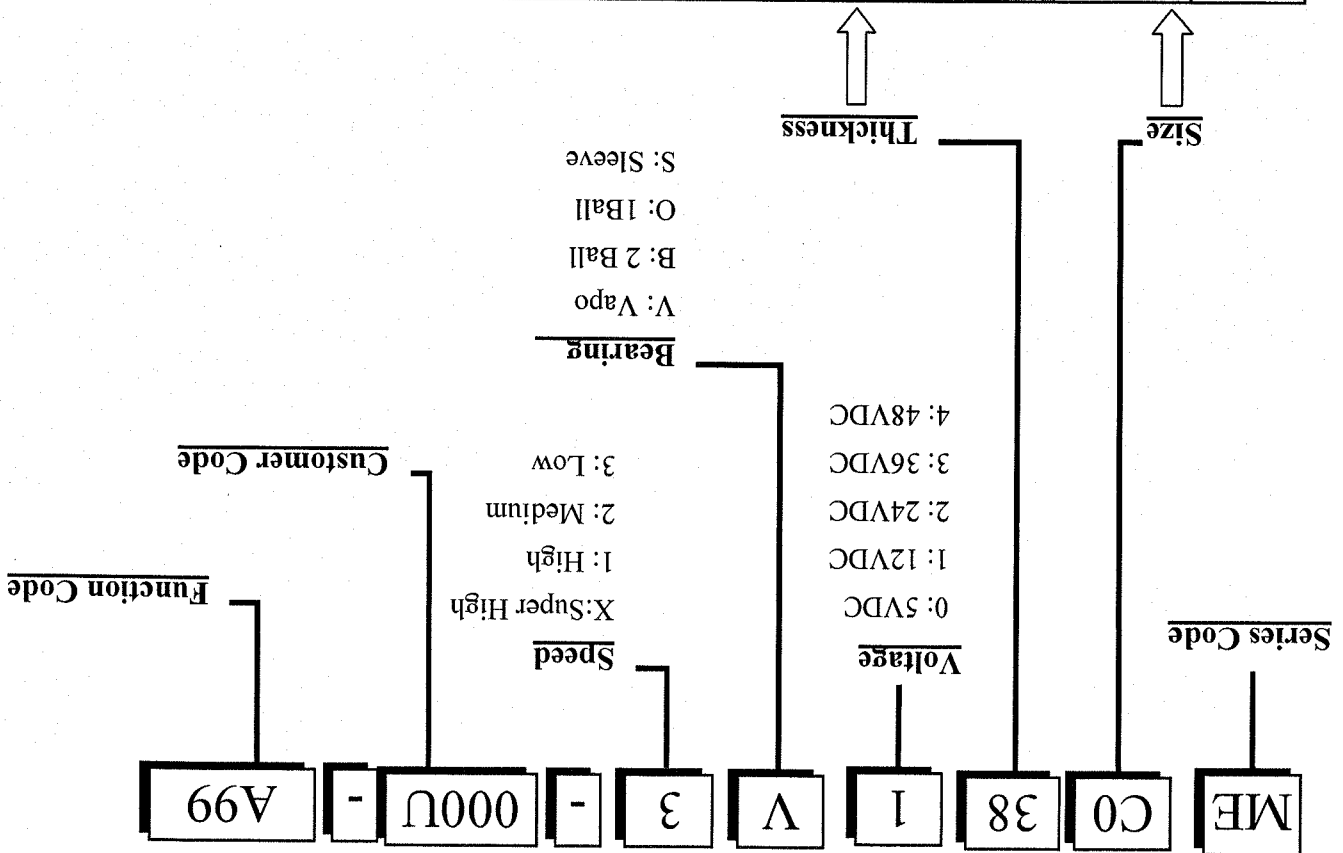 ME C0 38 1 V 3 - 000U - A99
Series Code
Size
Thickness
Voltage
0: 5VDC
1: 12VDC
2: 24VDC
3: 36VDC
4: 48VDC
Bearing
V: Vapo
B: 2 Ball
O: 1Ball
S: Sleeve
Speed
X:Super High
1: High
2: Medium
3: Low
Customer Code
Function Code